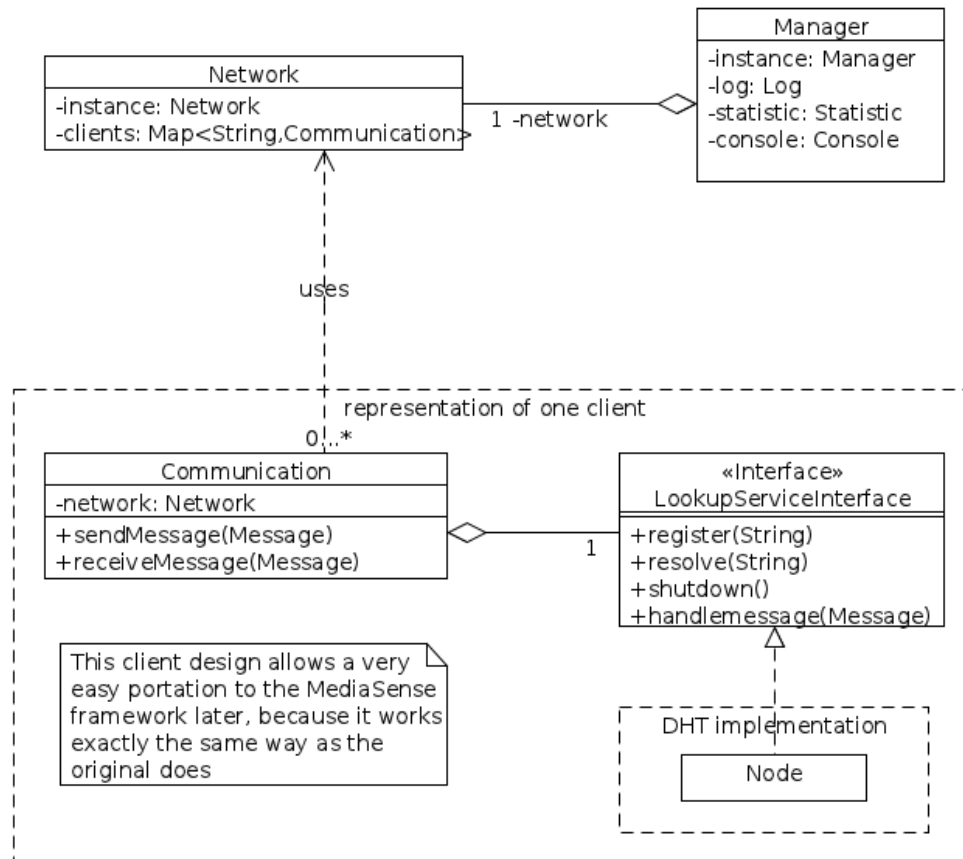 Manager
-instance: Manager
-log: Log
-statistic: Statistic
-console: Console
Network
-instance: Network
-clients: Map<String,Communication>
1 -network
uses
representation of one client
0...*
Communication
-network: Network
+sendMessage(Message)
+receiveMessage(Message)
1
«Interface»
LookupServiceInterface
+register(String)
+resolve(String)
+shutdown()
+handlemessage(Message)
This client design allows a very
easy portation to the MediaSense
framework later, because it works
exactly the same way as the
original does
DHT implementation
Node